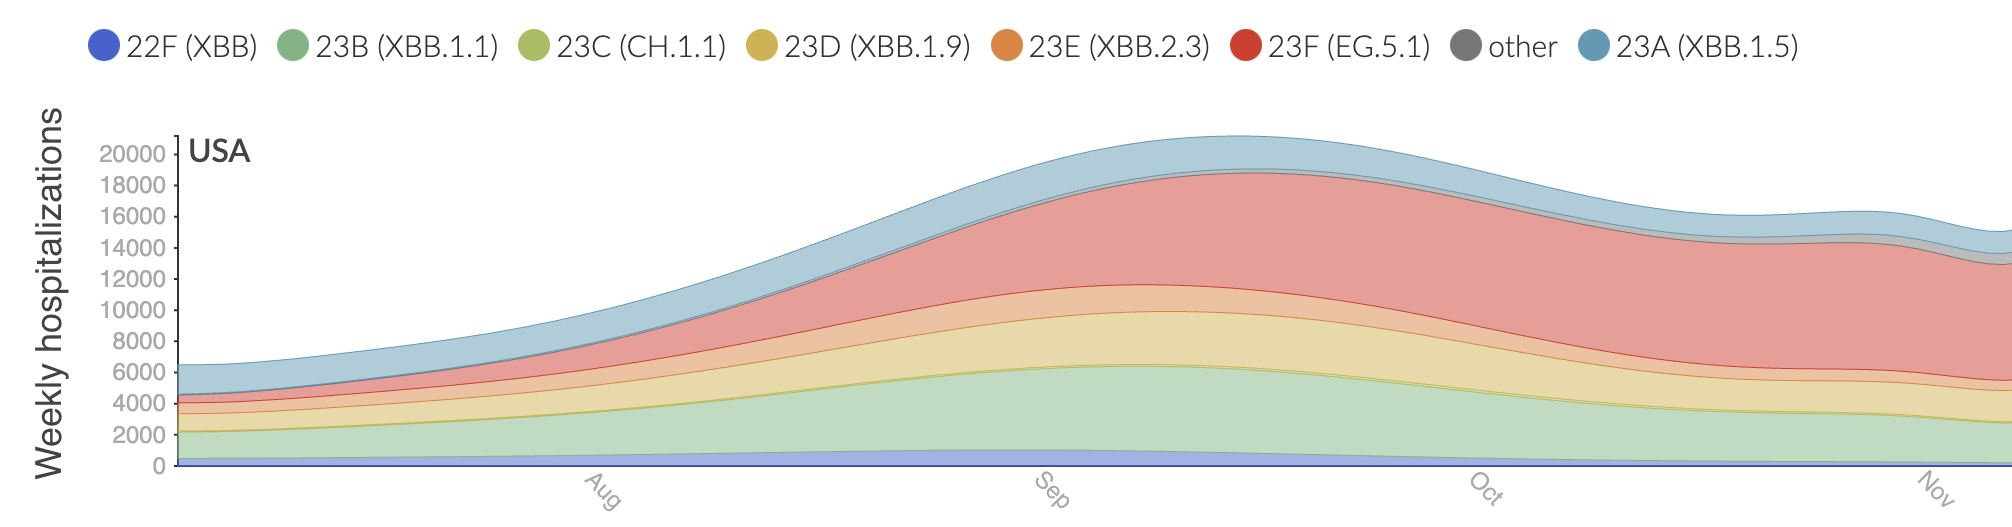 22F (XBB) 23B (XBB.1.1) 23C (CH.1.1) 23D (XBB.1.9) 23E (XBB.2.3) 23F (EG.5.1) other 23A (XBB.1.5)
Weekly hospitalizations
USA
20000
18000
16000
14000
12000
10000
8000
6000
4000
2000
0
Aug Sep Oct Nov